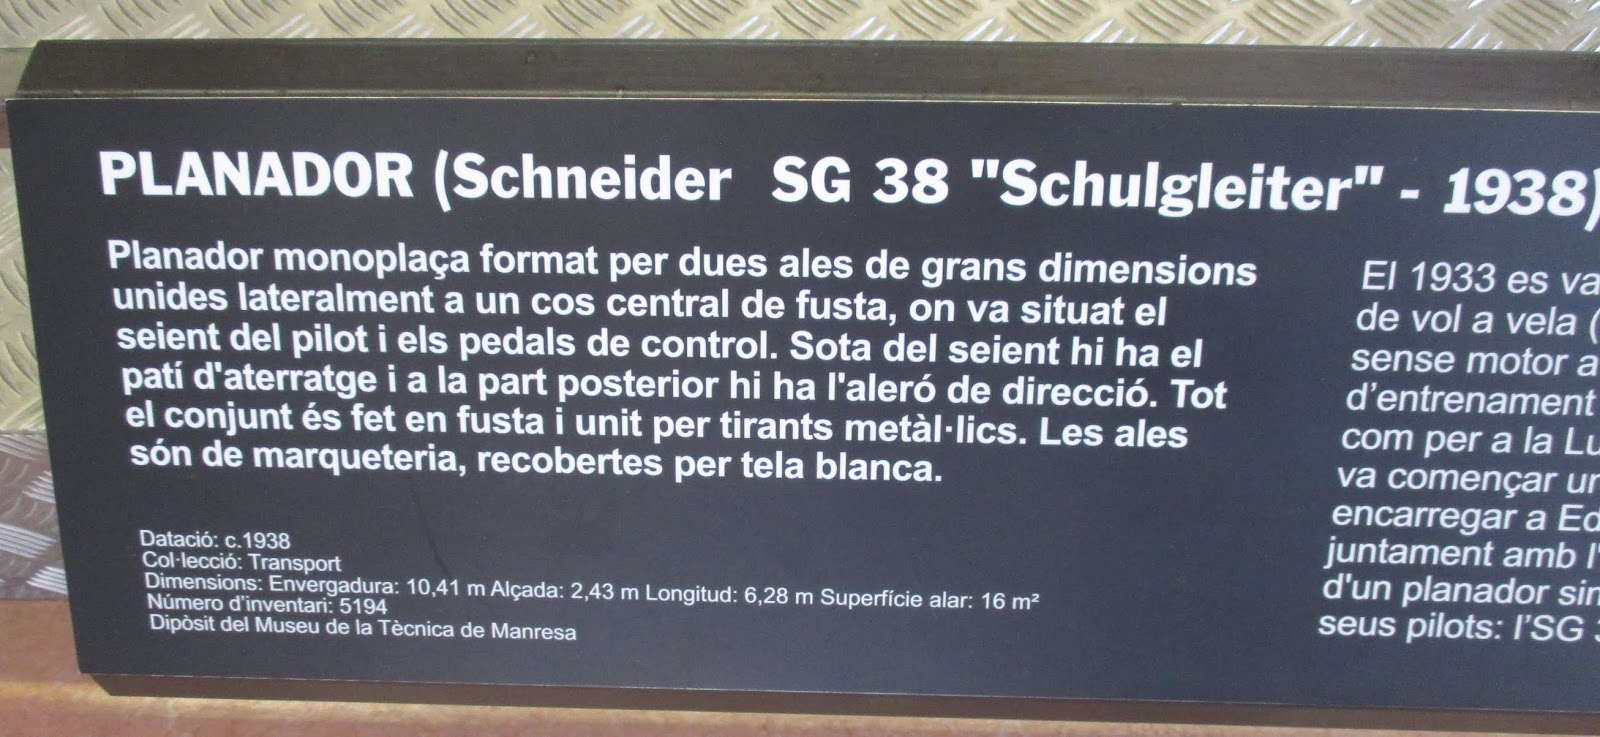 PLANADOR (Schneider SG 38 "Schulgleiter" - 1938)
Planador monoplaça format per dues ales de grans dimensions
unides lateralment a un cos central de fusta, on va situat el
seient del pilot i els pedals de control. Sota del seient hi ha el
patí d'aterratge i a la part posterior hi ha l'aleró de direcció. Tot
el conjunt és fet en fusta i unit per tirants metàl·lics. Les ales
són de marqueteria, recobertes per tela blanca.
Datació: c.1938
Col·lecció: Transport
Dimensions: Envergadura: 10,41 m Alçada: 2,43 m Longitud: 6,28 m Superfície alar: 16 m²
Número d'inventari: 5194
Dipòsit del Museu de la Tècnica de Manresa
El 1933 es va
de vol a vela (
sense motor a
d'entrenament
com per a la
va començar
encarregar a
juntament amb
d'un planador
seus pilots: l'SG